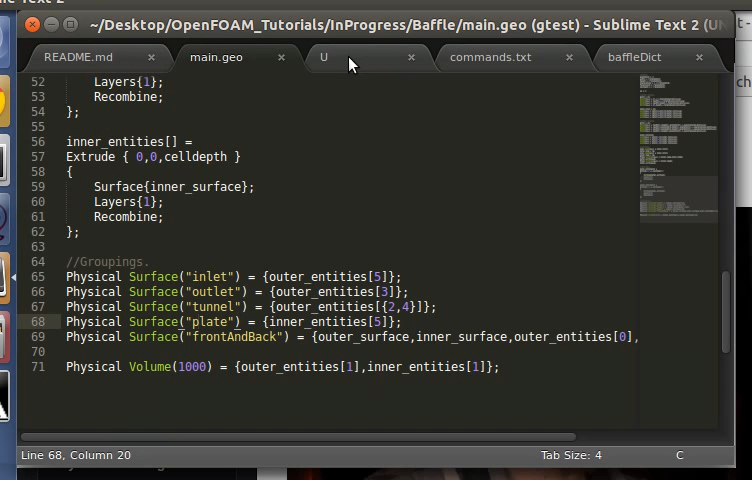 ~/Desktop/OpenFOAM_Tutorials/InProgress/Baffle/main.geo (gtest) - Sublime Text 2 (UN
README.md × main.geo × U × commands.txt × baffleDict ×
52 Layers{1};
53 Recombine;
54 };
55
56 inner_entities[] =
57 Extrude { 0,0,celldepth }
58 {
59 Surface{inner_surface};
60 Layers{1};
61 Recombine;
62 };
63
64 //Groupings.
65 Physical Surface("inlet") = {outer_entities[5]};
66 Physical Surface("outlet") = {outer_entities[3]};
67 Physical Surface("tunnel") = {outer_entities[{2,4}]};
68 Physical Surface("plate") = {inner_entities[5]};
69 Physical Surface("frontAndBack") = {outer_surface,inner_surface,outer_entities[0],
70
71 Physical Volume(1000) = {outer_entities[1],inner_entities[1]};
Line 68, Column 20 Tab Size: 4 C